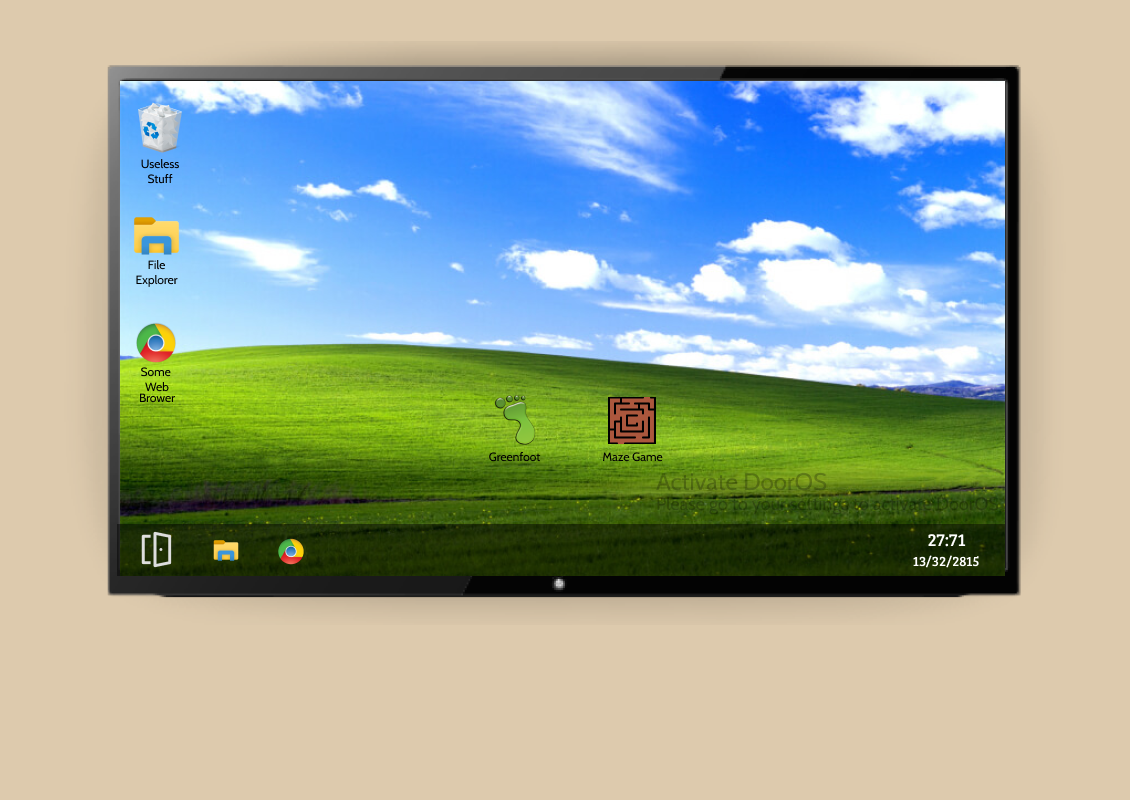 Useless
Stuff
File
Explorer
Some
Web
Brower
Greenfoot
Maze Game
Activate DoorOS
Please go to your settings to activate DoorOS
27:71
13/32/2815